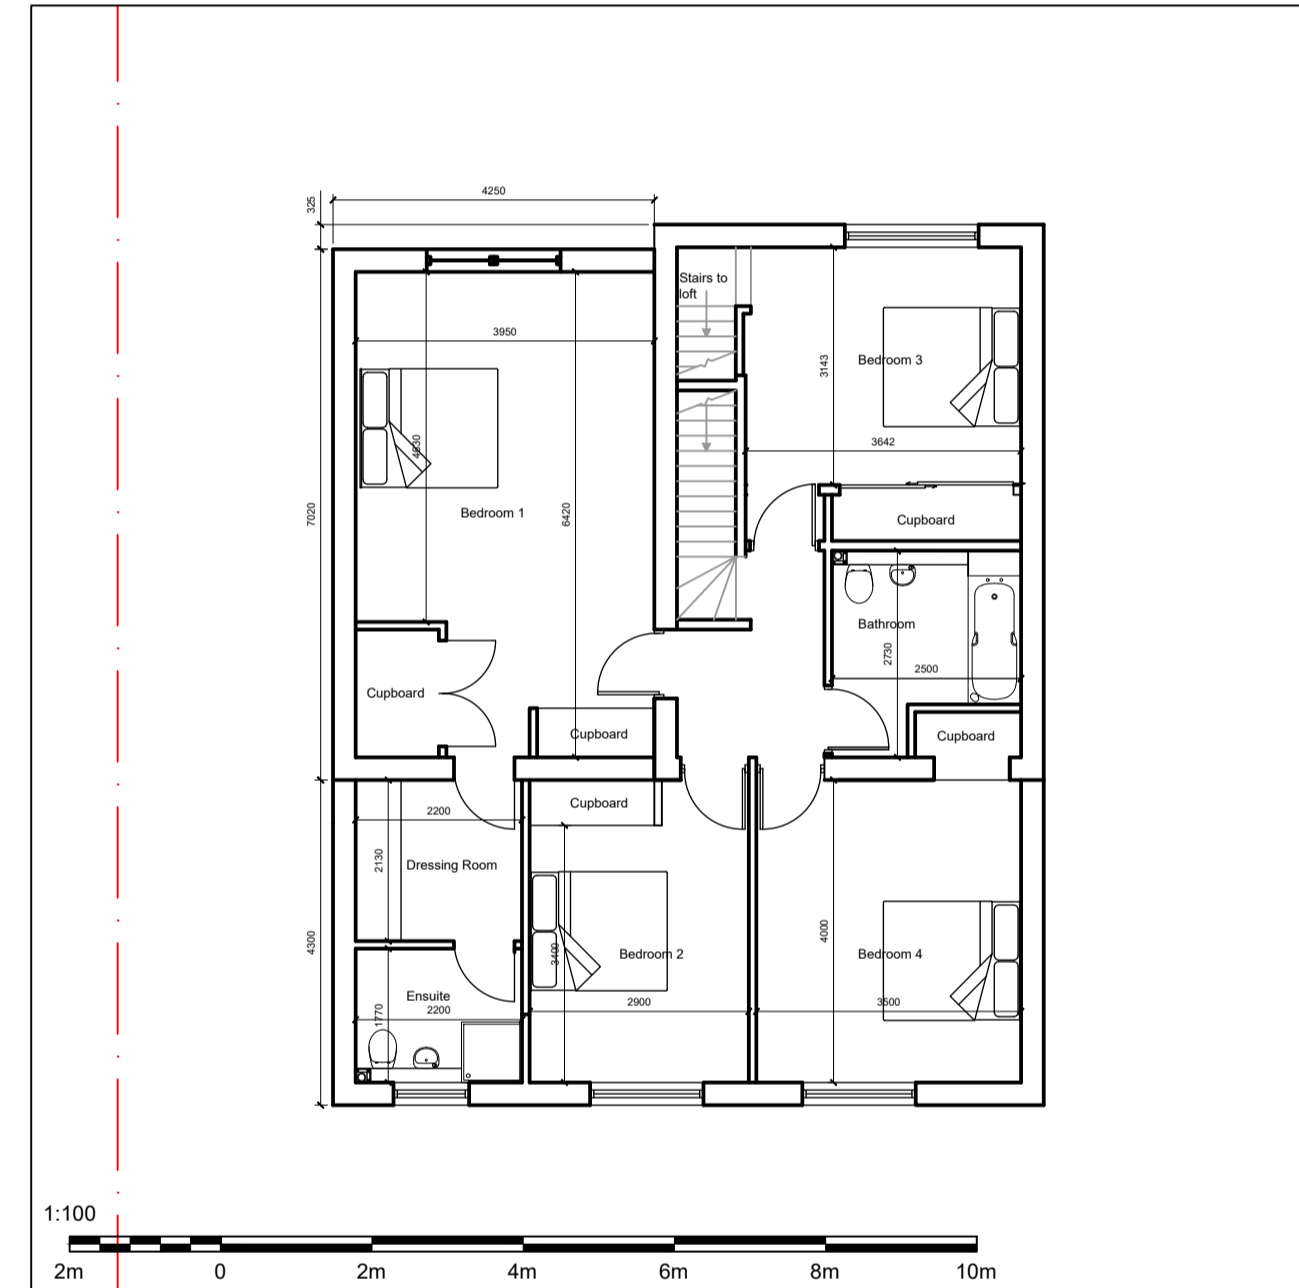 4250
325
Stairs to
loft
3950
Bedroom 3
3143
4630
3642
7020
Bedroom 1
6420
Cupboard
Bathroom
2730
2500
Cupboard
Cupboard
Cupboard
Cupboard
2200
2130
Dressing Room
4300
3400
Bedroom 2
4000
Bedroom 4
Ensuite
2200
1770
2900
3500
1:100
2m 0 2m 4m 6m 8m 10m